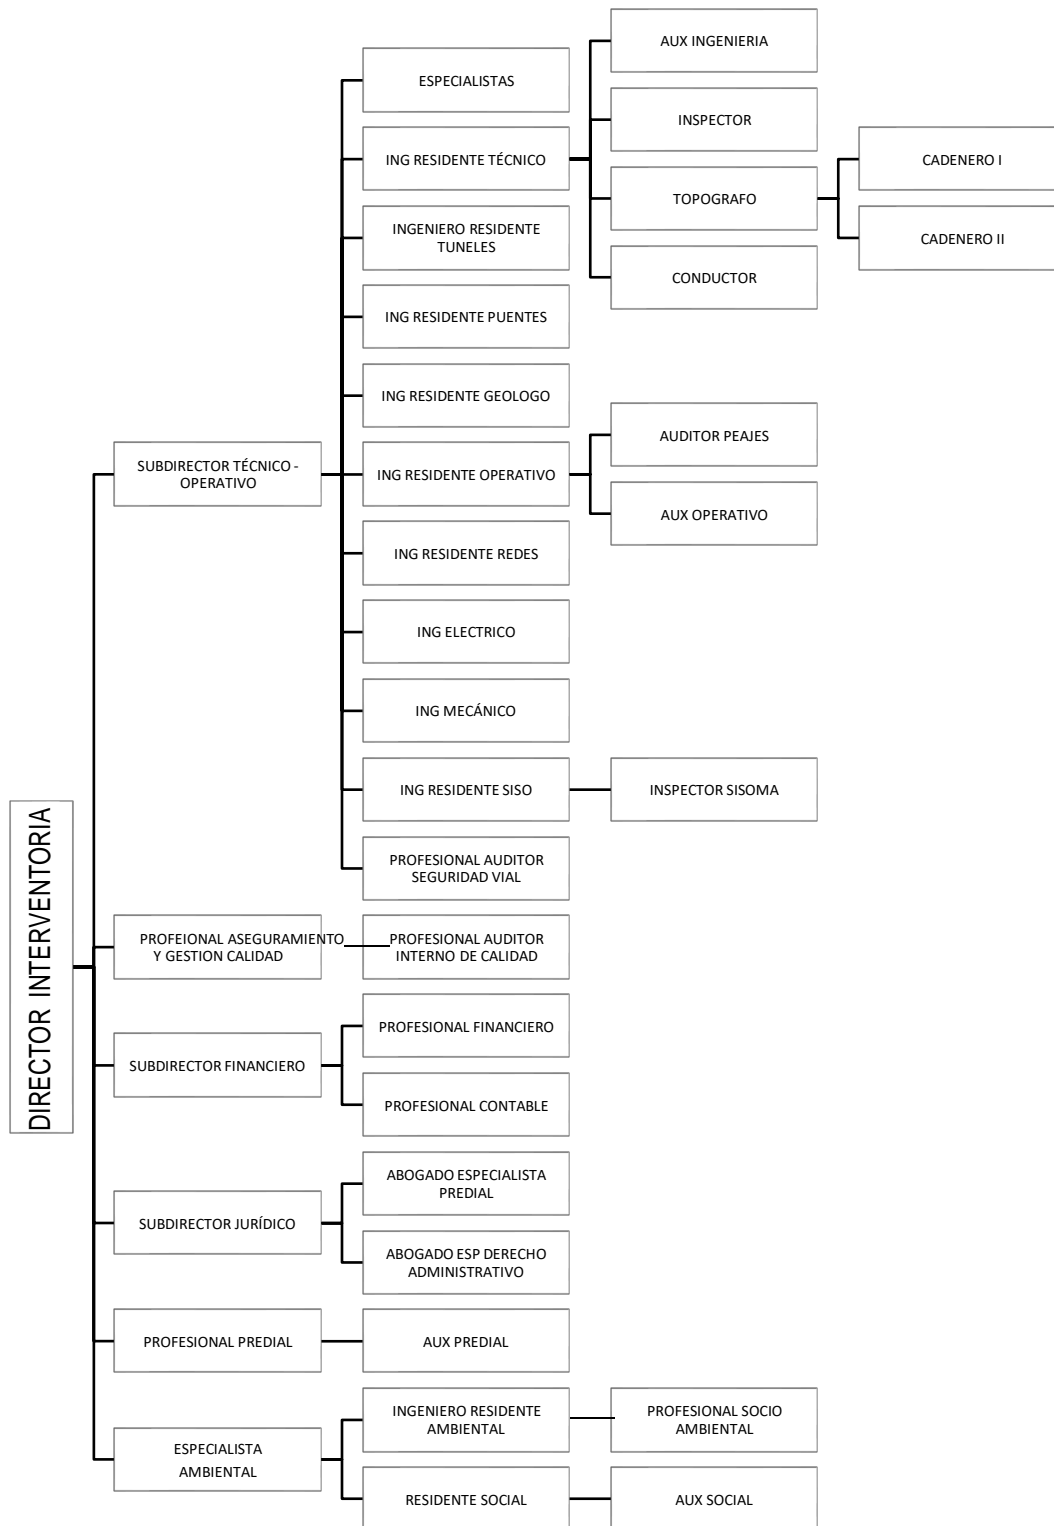 DIRECTOR INTERVENTORIA
SUBDIRECTOR TÉCNICO -
OPERATIVO
ESPECIALISTAS
ING RESIDENTE TÉCNICO
AUX INGENIERIA
INSPECTOR
TOPOGRAFO
CADENERO I
CADENERO II
CONDUCTOR
INGENIERO RESIDENTE
TUNELES
ING RESIDENTE PUENTES
ING RESIDENTE GEOLOGO
ING RESIDENTE OPERATIVO
AUDITOR PEAJES
AUX OPERATIVO
ING RESIDENTE REDES
ING ELECTRICO
ING MECÁNICO
ING RESIDENTE SISO
INSPECTOR SISOMA
PROFESIONAL AUDITOR
SEGURIDAD VIAL
PROFEIONAL ASEGURAMIENTO
Y GESTION CALIDAD
PROFESIONAL AUDITOR
INTERNO DE CALIDAD
SUBDIRECTOR FINANCIERO
PROFESIONAL FINANCIERO
PROFESIONAL CONTABLE
SUBDIRECTOR JURÍDICO
ABOGADO ESPECIALISTA
PREDIAL
ABOGADO ESP DERECHO
ADMINISTRATIVO
PROFESIONAL PREDIAL
AUX PREDIAL
ESPECIALISTA
AMBIENTAL
INGENIERO RESIDENTE
AMBIENTAL
PROFESIONAL SOCIO
AMBIENTAL
RESIDENTE SOCIAL
AUX SOCIAL